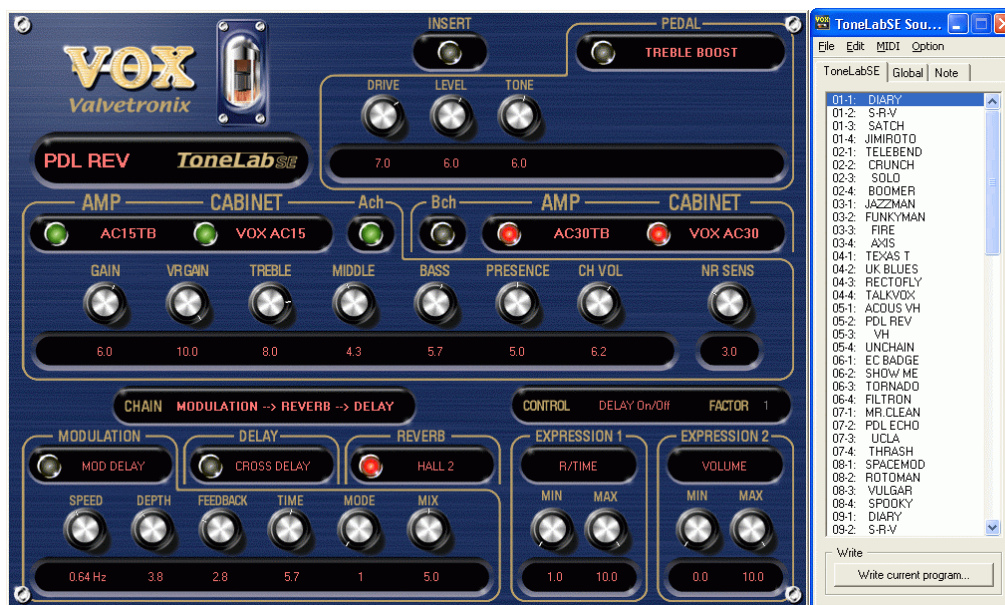 INSERT
PEDAL
TREBLE BOOST
VOX
Valvetronix
DRIVE LEVEL TONE
7.0 6.0 6.0
PDL REV ToneLab SE
AMP CABINET Ach
AC15TB VOX AC15
Bch AMP CABINET
AC30TB VOX AC30
GAIN VR GAIN TREBLE MIDDLE BASS PRESENCE CH VOL NR SENS
6.0 10.0 8.0 4.3 5.7 5.0 6.2 3.0
CHAIN MODULATION --> REVERB --> DELAY
CONTROL DELAY On/Off FACTOR 1
MODULATION DELAY REVERB
MOD DELAY CROSS DELAY HALL 2
SPEED DEPTH FEEDBACK TIME MODE MIX
0.64 Hz 3.8 2.8 5.7 1 5.0
EXPRESSION 1
R/TIME
MIN MAX
1.0 10.0
EXPRESSION 2
VOLUME
MIN MAX
0.0 10.0
ToneLabSE Sou...
File Edit MIDI Option
ToneLabSE Global Note
01-1: DIARY
01-2: S-R-V
01-3: SATCH
01-4: JIMIROTO
02-1: TELEBEND
02-2: CRUNCH
02-3: SOLO
02-4: BOOMER
03-1: JAZZMAN
03-2: FUNKYMAN
03-3: FIRE
03-4: AXIS
04-1: TEXAS T
04-2: UK BLUES
04-3: RECTOFLY
04-4: TALKVOX
05-1: ACOUS VH
05-2: PDL REV
05-3: VH
05-4: UNCHAIN
06-1: EC BADGE
06-2: SHOW ME
06-3: TORNADO
06-4: FILTRON
07-1: MR.CLEAN
07-2: PDL ECHO
07-3: UCLA
07-4: THRASH
08-1: SPACEMOD
08-2: ROTOMAN
08-3: VULGAR
08-4: SPOOKY
09-1: DIARY
09-2: S-R-V
Write
Write current program...